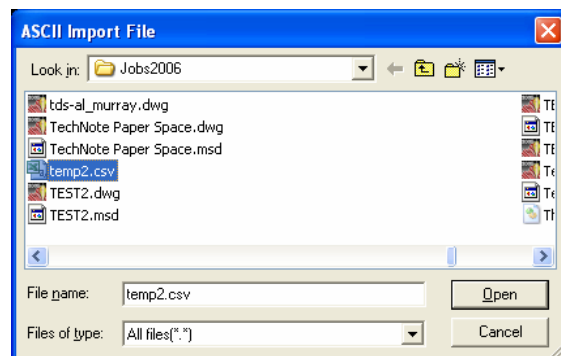 ASCII Import File
Look in: Jobs2006
tds-al_murray.dwg
TechNote Paper Space.dwg
TechNote Paper Space.msd
temp2.csv
TEST2.dwg
TEST2.msd
File name: temp2.csv Open
Files of type: All files(*.*) Cancel